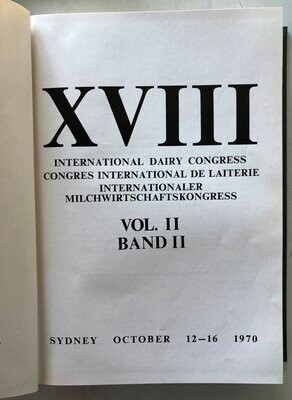 XVIII
INTERNATIONAL DAIRY CONGRESS
CONGRES INTERNATIONAL DE LAITERIE
INTERNATIONALER
MILCHWIRTSCHAFTSKONGRESS
VOL. II
BAND II
SYDNEY OCTOBER 12—16 1970